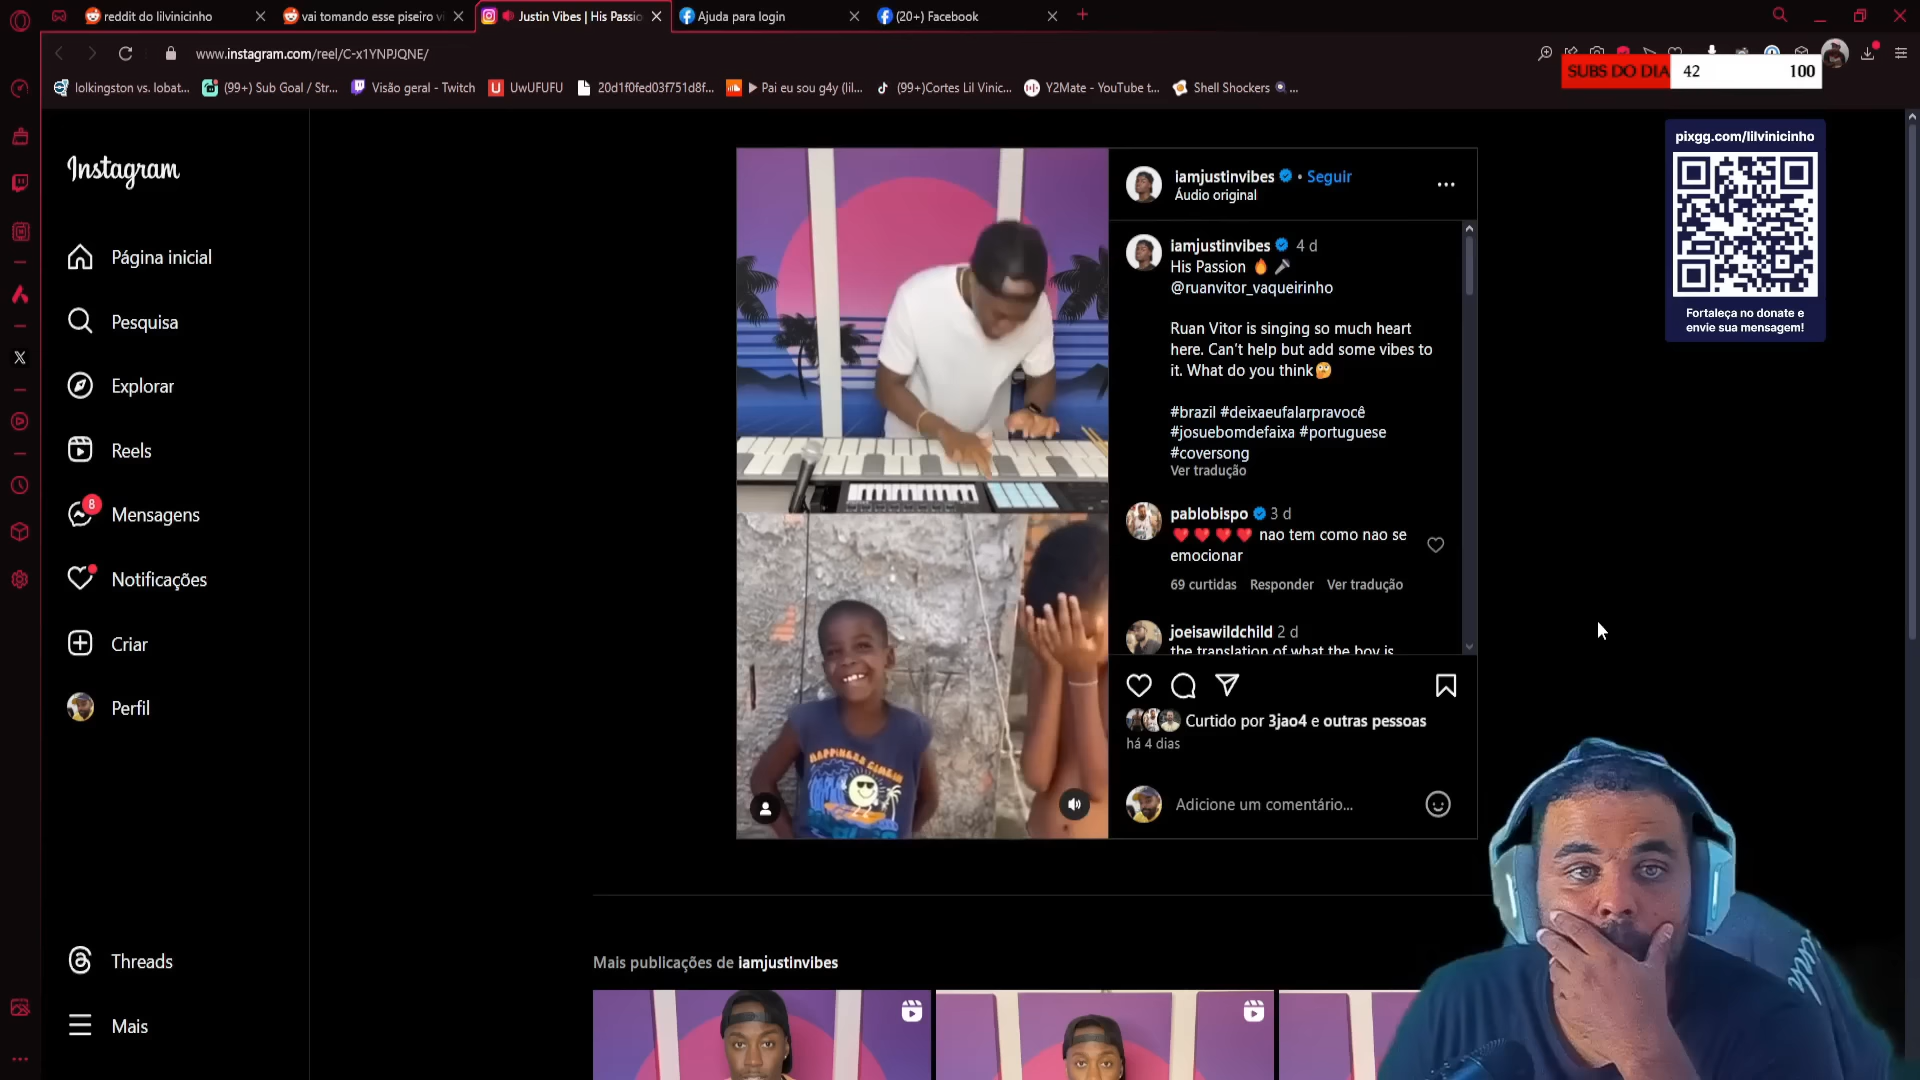 reddit do lilvinicinho
vai tomando esse piseiro vi
Justin Vibes | His Passio
Ajuda para login
(20+) Facebook
www.instagram.com/reel/C-x1YNPJQNE/
SUBS DO DIA 42 100
lolkingston vs. lobat...
(99+) Sub Goal / Str...
Visão geral - Twitch
UwUFUFU
20d1f0fed03f751d8f...
▶ Pai eu sou g4y (lil...
(99+)Cortes Lil Vinic...
Y2Mate - YouTube t...
Shell Shockers
...
Instagram
Página inicial
Pesquisa
Explorar
Reels
8
Mensagens
Notificações
Criar
Perfil
Threads
Mais
iamjustinvibes • Seguir
Áudio original
iamjustinvibes 4 d
His Passion 🔥 🎤
@ruanvitor_vaqueirinho
Ruan Vitor is singing so much heart
here. Can't help but add some vibes to
it. What do you think🤔
#brazil #deixaeufalarpravocê
#josuebomdefaixa #portuguese
#coversong
Ver tradução
pablobispo 3 d
♥️ ♥️ ♥️ ♥️ nao tem como nao se
emocionar
69 curtidas Responder Ver tradução
joeisawildchild 2 d
the translation of what the boy is
Curtido por 3jao4 e outras pessoas
há 4 dias
Adicione um comentário...
HAPPINESS
pixgg.com/lilvinicinho
Fortaleça no donate e
envie sua mensagem!
Mais publicações de iamjustinvibes